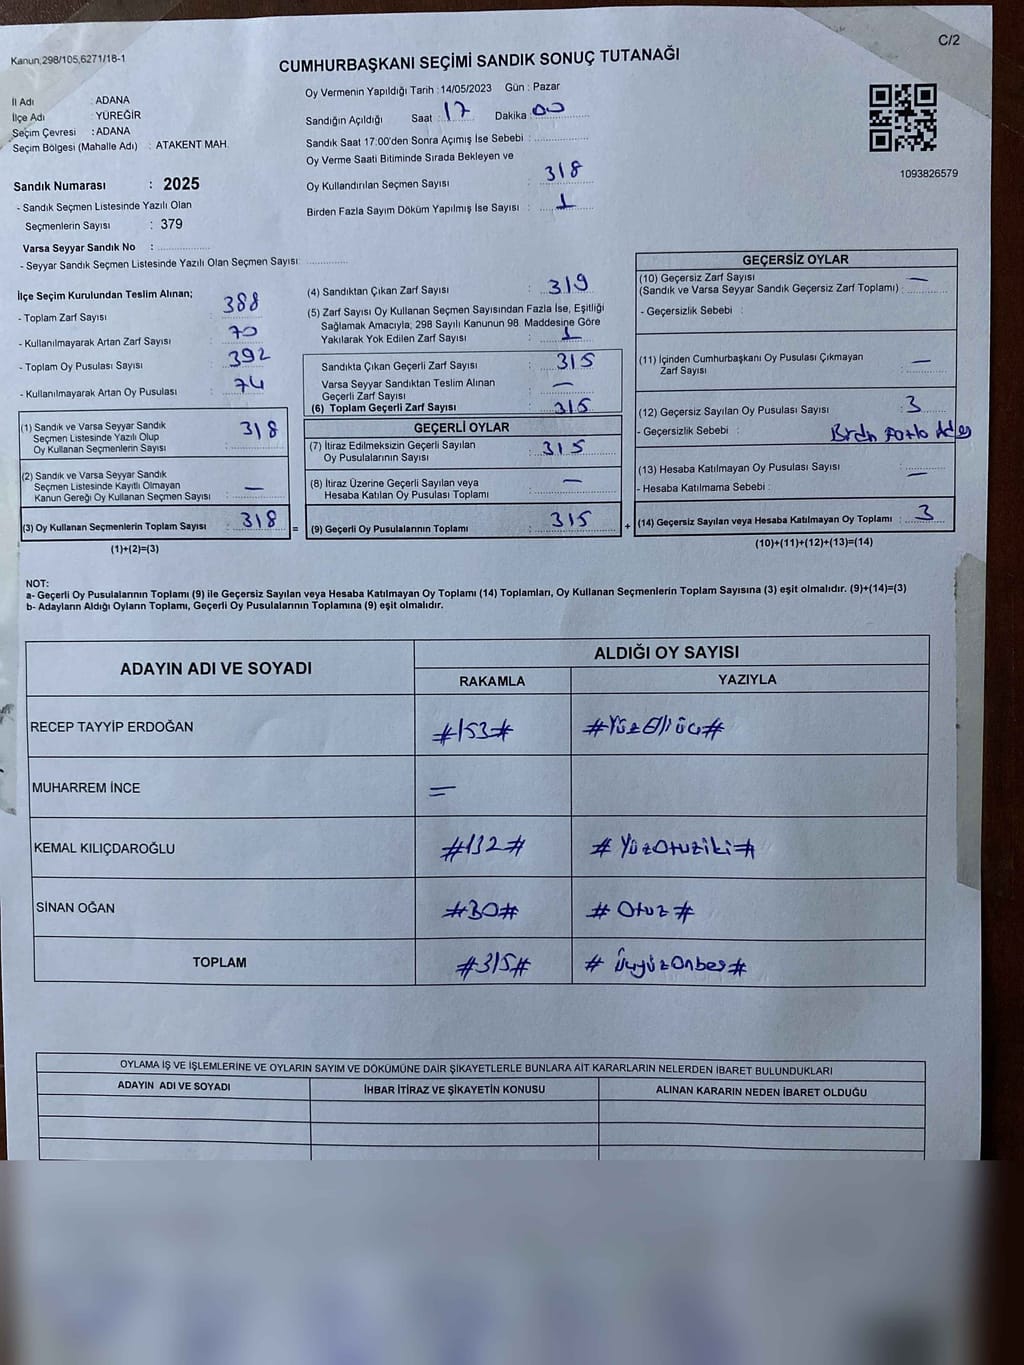 C/2
Kanun,298/105,6271/18-1
CUMHURBAŞKANI SEÇİMİ SANDIK SONUÇ TUTANAĞI
İl Adı : ADANA
İlçe Adı : YÜREĞİR
Seçim Çevresi : ADANA
Seçim Bölgesi (Mahalle Adı) : ATAKENT MAH.
Sandık Numarası : 2025
- Sandık Seçmen Listesinde Yazılı Olan
Seçmenlerin Sayısı : 379
Varsa Seyyar Sandık No :
- Seyyar Sandık Seçmen Listesinde Yazılı Olan Seçmen Sayısı:
Oy Vermenin Yapıldığı Tarih : 14/05/2023 Gün : Pazar
Sandığın Açıldığı Saat : 17 Dakika : 00
Sandık Saat 17:00'den Sonra Açımış İse Sebebi :
Oy Verme Saati Bitiminde Sırada Bekleyen ve
Oy Kullandırılan Seçmen Sayısı : 318
Birden Fazla Sayım Döküm Yapılmış İse Sayısı : 1
1093826579
İlçe Seçim Kurulundan Teslim Alınan;
- Toplam Zarf Sayısı : 388
- Kullanılmayarak Artan Zarf Sayısı : 70
- Toplam Oy Pusulası Sayısı : 392
- Kullanılmayarak Artan Oy Pusulası : 74
(1) Sandık ve Varsa Seyyar Sandık
Seçmen Listesinde Yazılı Olup
Oy Kullanan Seçmenlerin Sayısı : 318
(2) Sandık ve Varsa Seyyar Sandık
Seçmen Listesinde Kayıtlı Olmayan
Kanun Gereği Oy Kullanan Seçmen Sayısı : —
(3) Oy Kullanan Seçmenlerin Toplam Sayısı : 318 =
(1)+(2)=(3)
(4) Sandıktan Çıkan Zarf Sayısı : 319
(5) Zarf Sayısı Oy Kullanan Seçmen Sayısından Fazla İse, Eşitliği
Sağlamak Amacıyla; 298 Sayılı Kanunun 98 Maddesine Göre
Yakılarak Yok Edilen Zarf Sayısı : 1
Sandıkta Çıkan Geçerli Zarf Sayısı : 315
Varsa Seyyar Sandıktan Teslim Alınan
Geçerli Zarf Sayısı : —
(6) Toplam Geçerli Zarf Sayısı : 315
GEÇERLİ OYLAR
(7) İtiraz Edilmeksizin Geçerli Sayılan
Oy Pusulalarının Sayısı : 315
(8) İtiraz Üzerine Geçerli Sayılan veya
Hesaba Katılan Oy Pusulası Toplamı : —
(9) Geçerli Oy Pusulalarının Toplamı : 315 +
GEÇERSİZ OYLAR
(10) Geçersiz Zarf Sayısı
(Sandık ve Varsa Seyyar Sandık Geçersiz Zarf Toplamı) : —
- Geçersizlik Sebebi :
(11) İçinden Cumhurbaşkanı Oy Pusulası Çıkmayan
Zarf Sayısı : —
(12) Geçersiz Sayılan Oy Pusulası Sayısı : 3
- Geçersizlik Sebebi :
(13) Hesaba Katılmayan Oy Pusulası Sayısı : —
- Hesaba Katılmama Sebebi :
(14) Geçersiz Sayılan veya Hesaba Katılmayan Oy Toplamı : 3
(10)+(11)+(12)+(13)=(14)
NOT:
a- Geçerli Oy Pusulalarının Toplamı (9) ile Geçersiz Sayılan veya Hesaba Katılmayan Oy Toplamı (14) Toplamları, Oy Kullanan Seçmenlerin Toplam Sayısına (3) eşit olmalıdır. (9)+(14)=(3)
b- Adayların Aldığı Oyların Toplamı, Geçerli Oy Pusulalarının Toplamına (9) eşit olmalıdır.
ADAYIN ADI VE SOYADI ALDIĞI OY SAYISI
RAKAMLA YAZIYLA
RECEP TAYYİP ERDOĞAN #153# #YüzElliüç#
MUHARREM İNCE =
KEMAL KILIÇDAROĞLU #132# #YüzOtuziki#
SİNAN OĞAN #30# #Otuz#
TOPLAM #315# #ÜçyüzOnbeş#
OYLAMA İŞ VE İŞLEMLERİNE VE OYLARIN SAYIM VE DÖKÜMÜNE DAİR ŞİKAYETLERLE BUNLARA AİT KARARLARIN NELERDEN İBARET BULUNDUKLARI
ADAYIN ADI VE SOYADI İHBAR İTİRAZ VE ŞİKAYETİN KONUSU ALINAN KARARIN NEDEN İBARET OLDUĞU